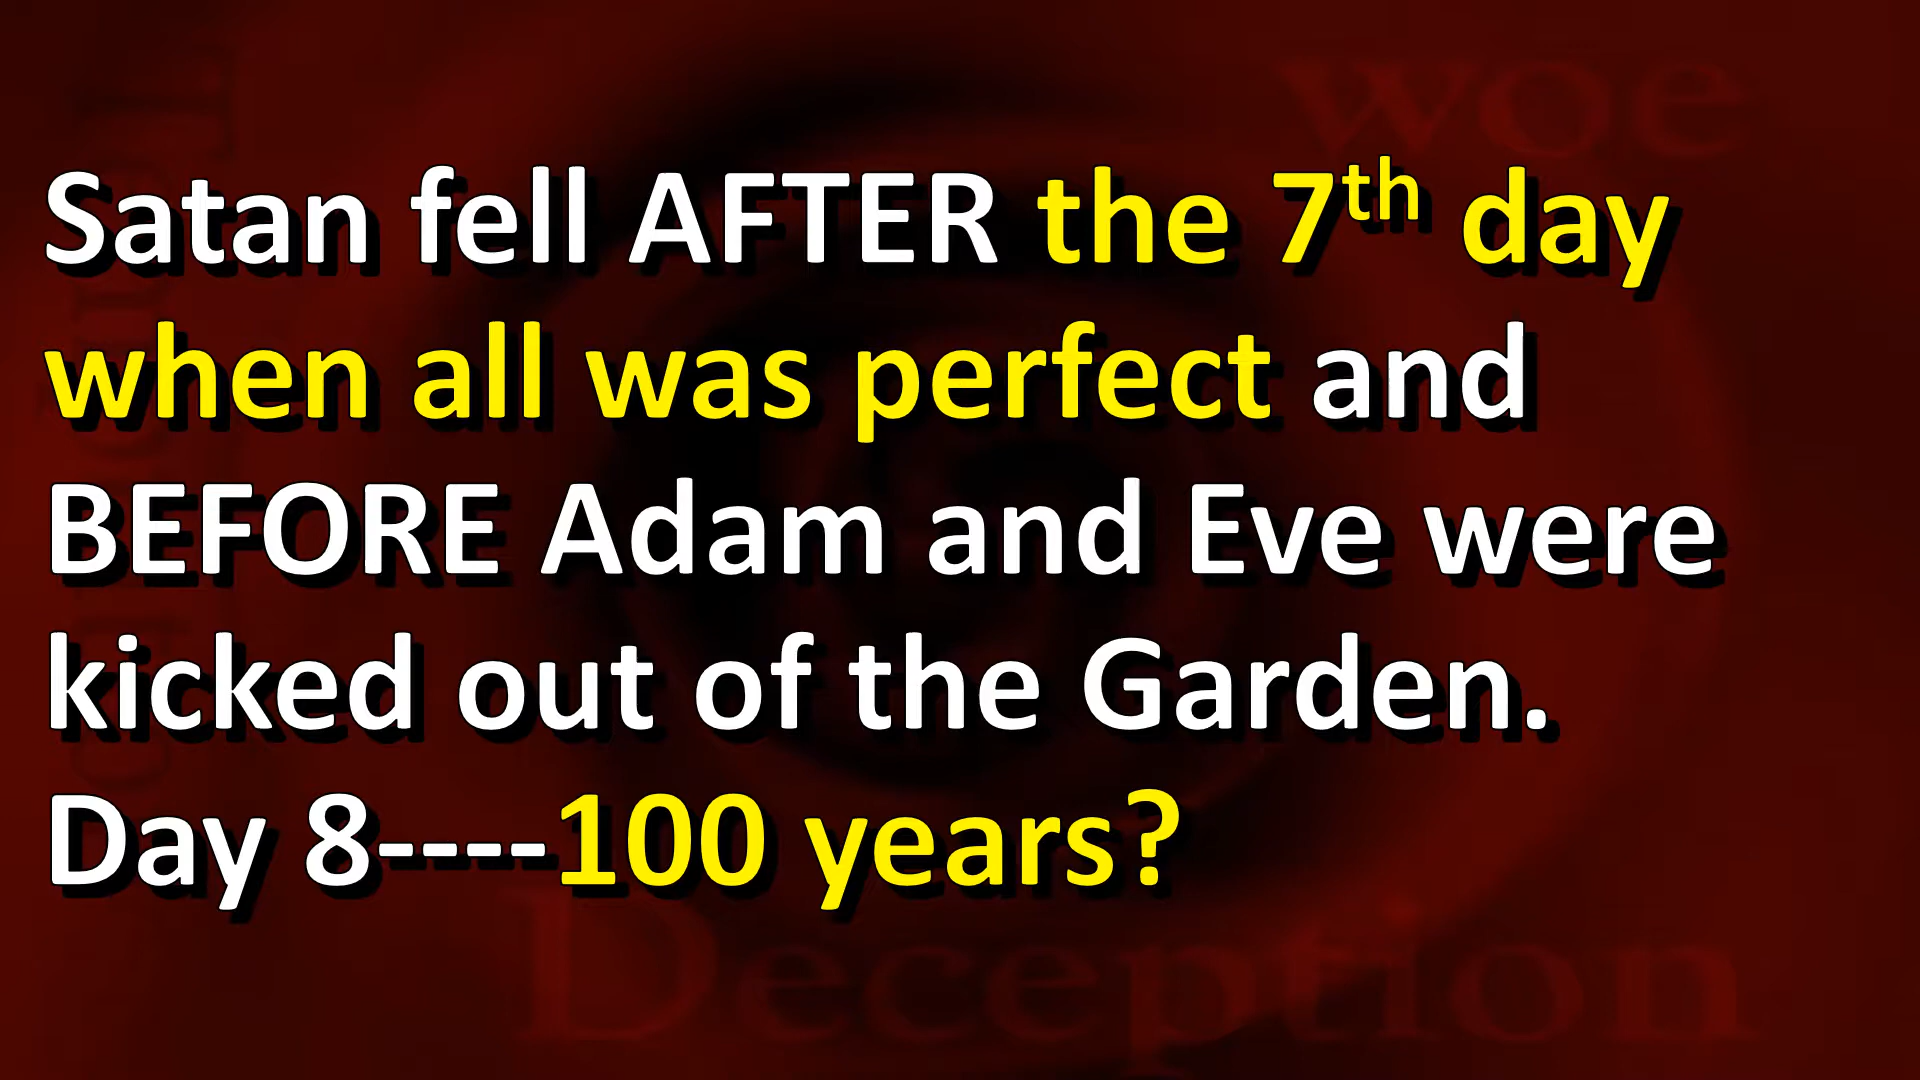 woe
Satan fell AFTER the 7th day
when all was perfect and
BEFORE Adam and Eve were
kicked out of the Garden.
Day 8----100 years?
Deception